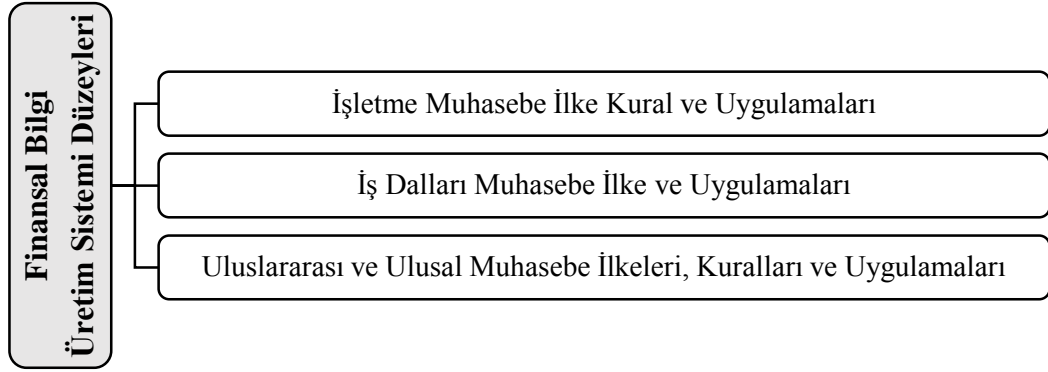 Finansal Bilgi
Üretim Sistemi Düzeyleri
İşletme Muhasebe İlke Kural ve Uygulamaları
İş Dalları Muhasebe İlke ve Uygulamaları
Uluslararası ve Ulusal Muhasebe İlkeleri, Kuralları ve Uygulamaları